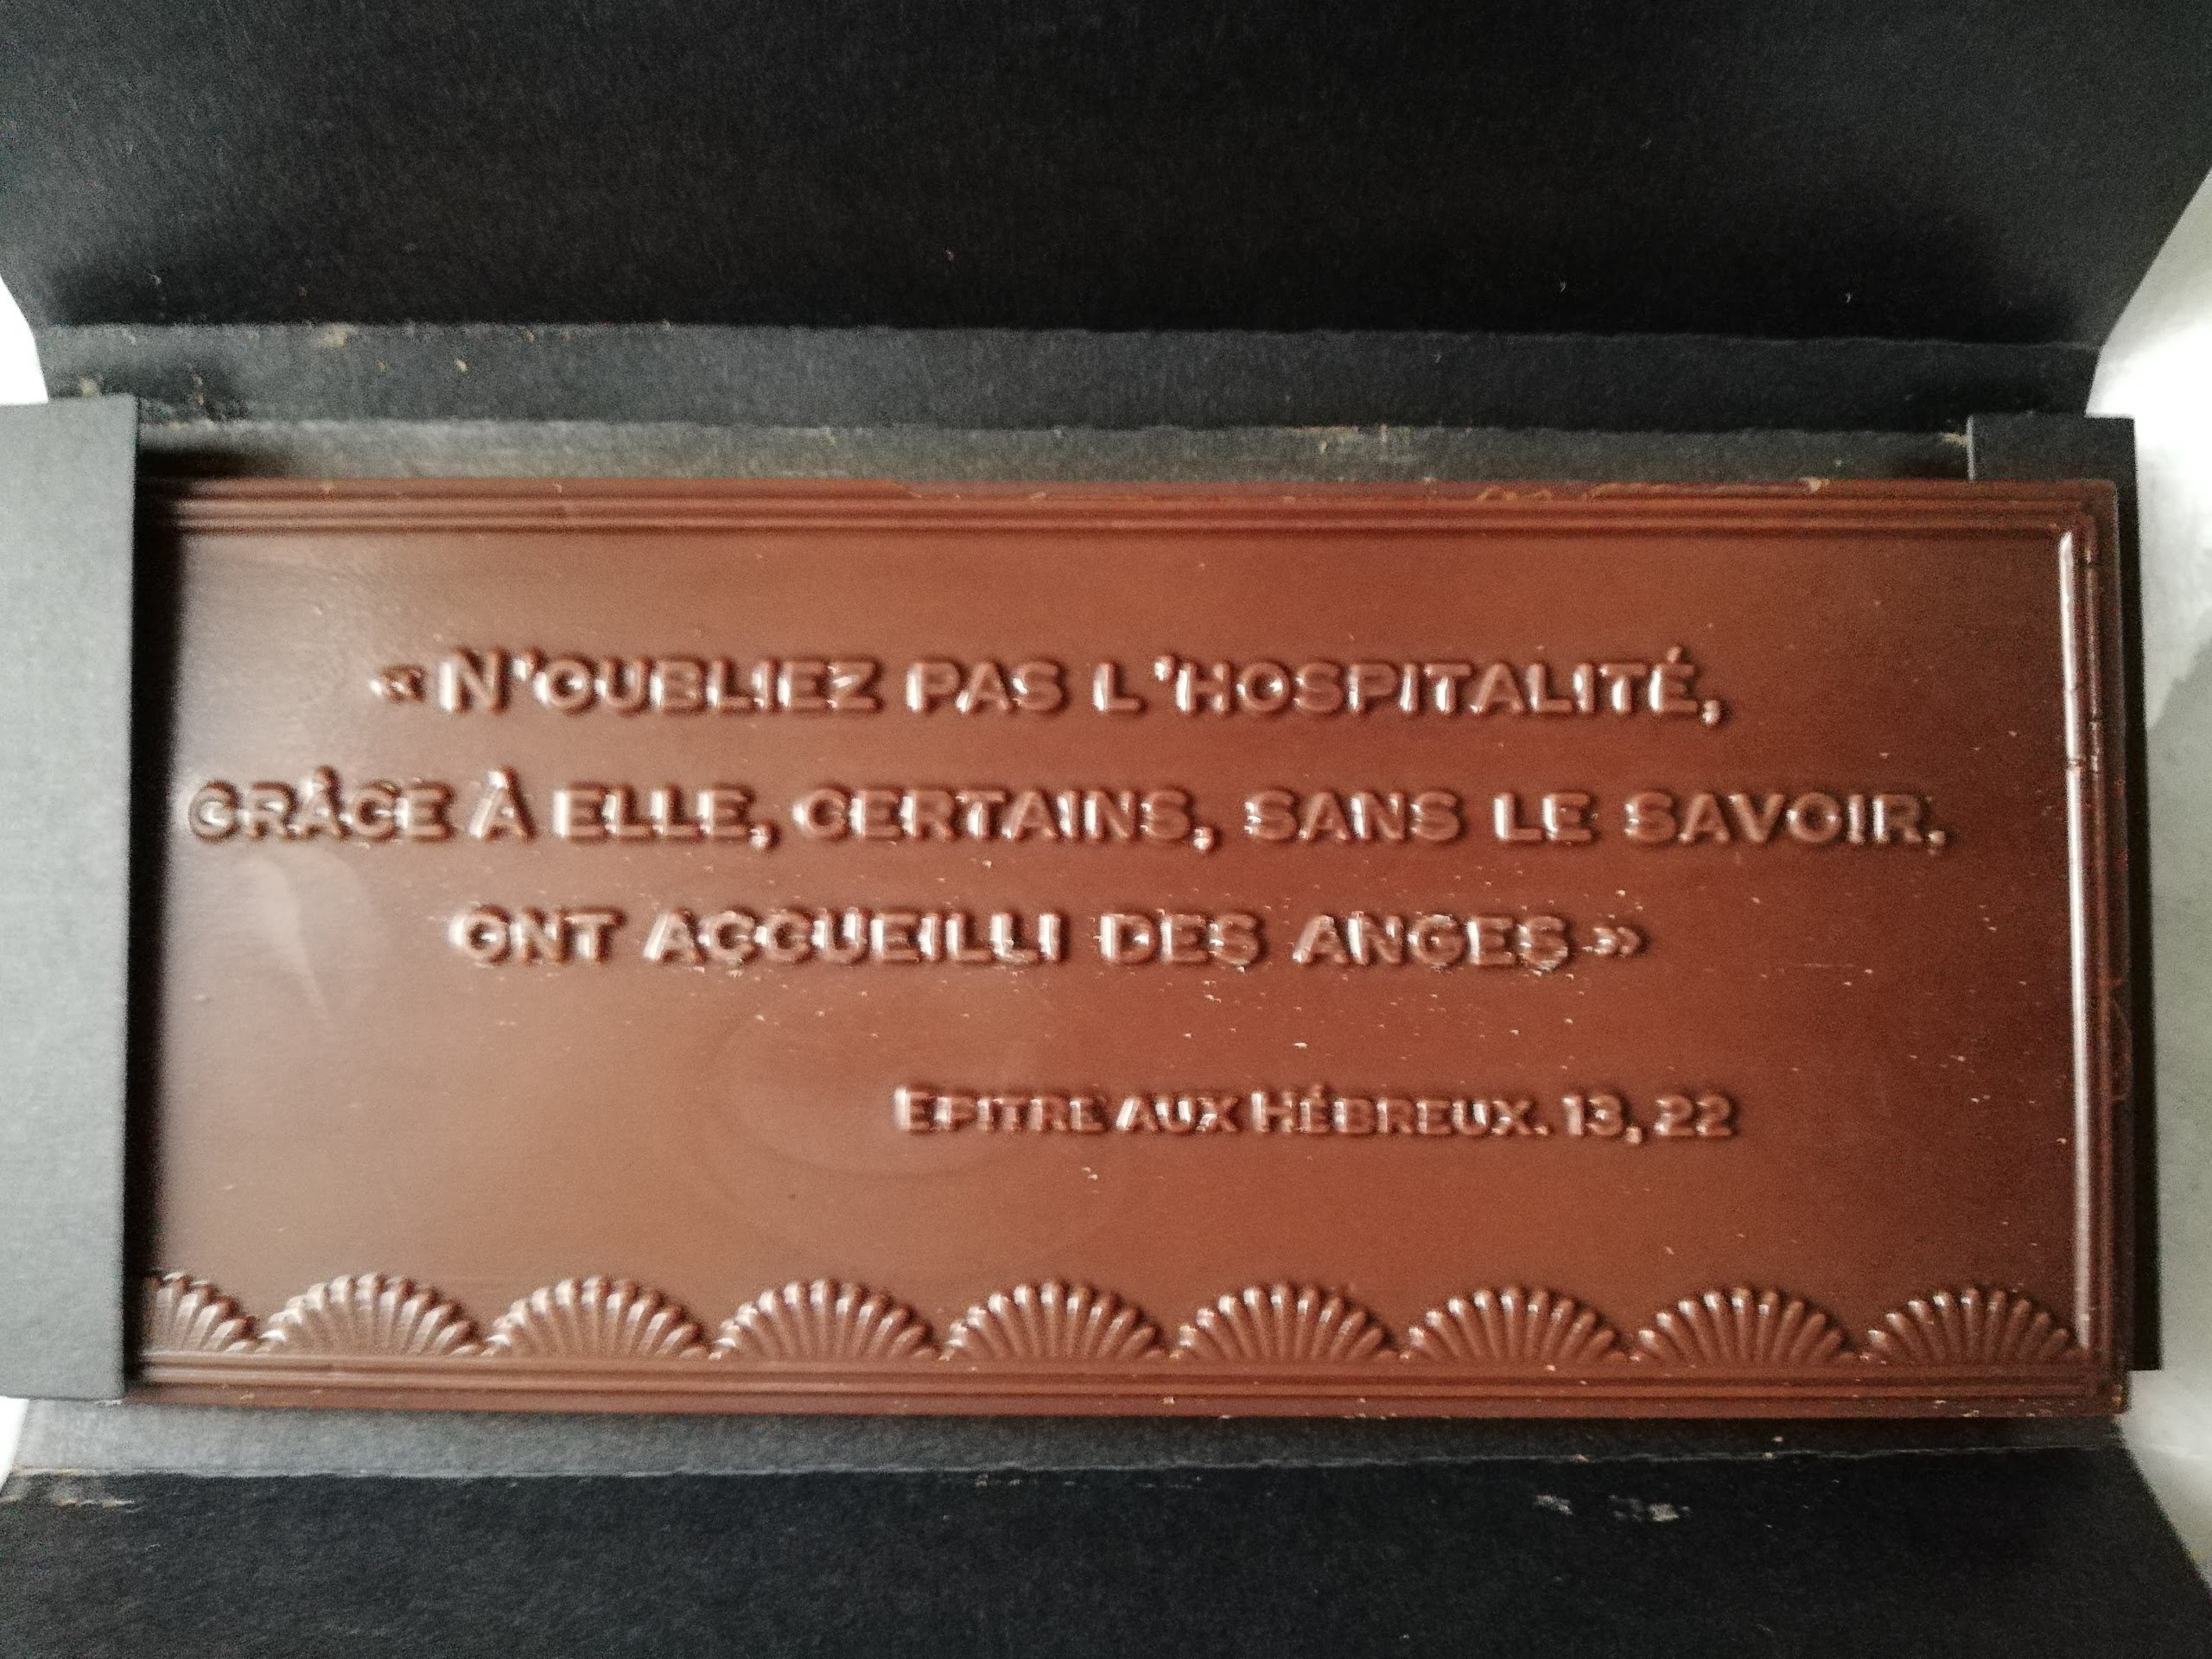 « N'OUBLIEZ PAS L'HOSPITALITÉ,
GRÂCE À ELLE, CERTAINS, SANS LE SAVOIR,
ONT ACCUEILLI DES ANGES »
EPITRE AUX HÉBREUX. 13, 22